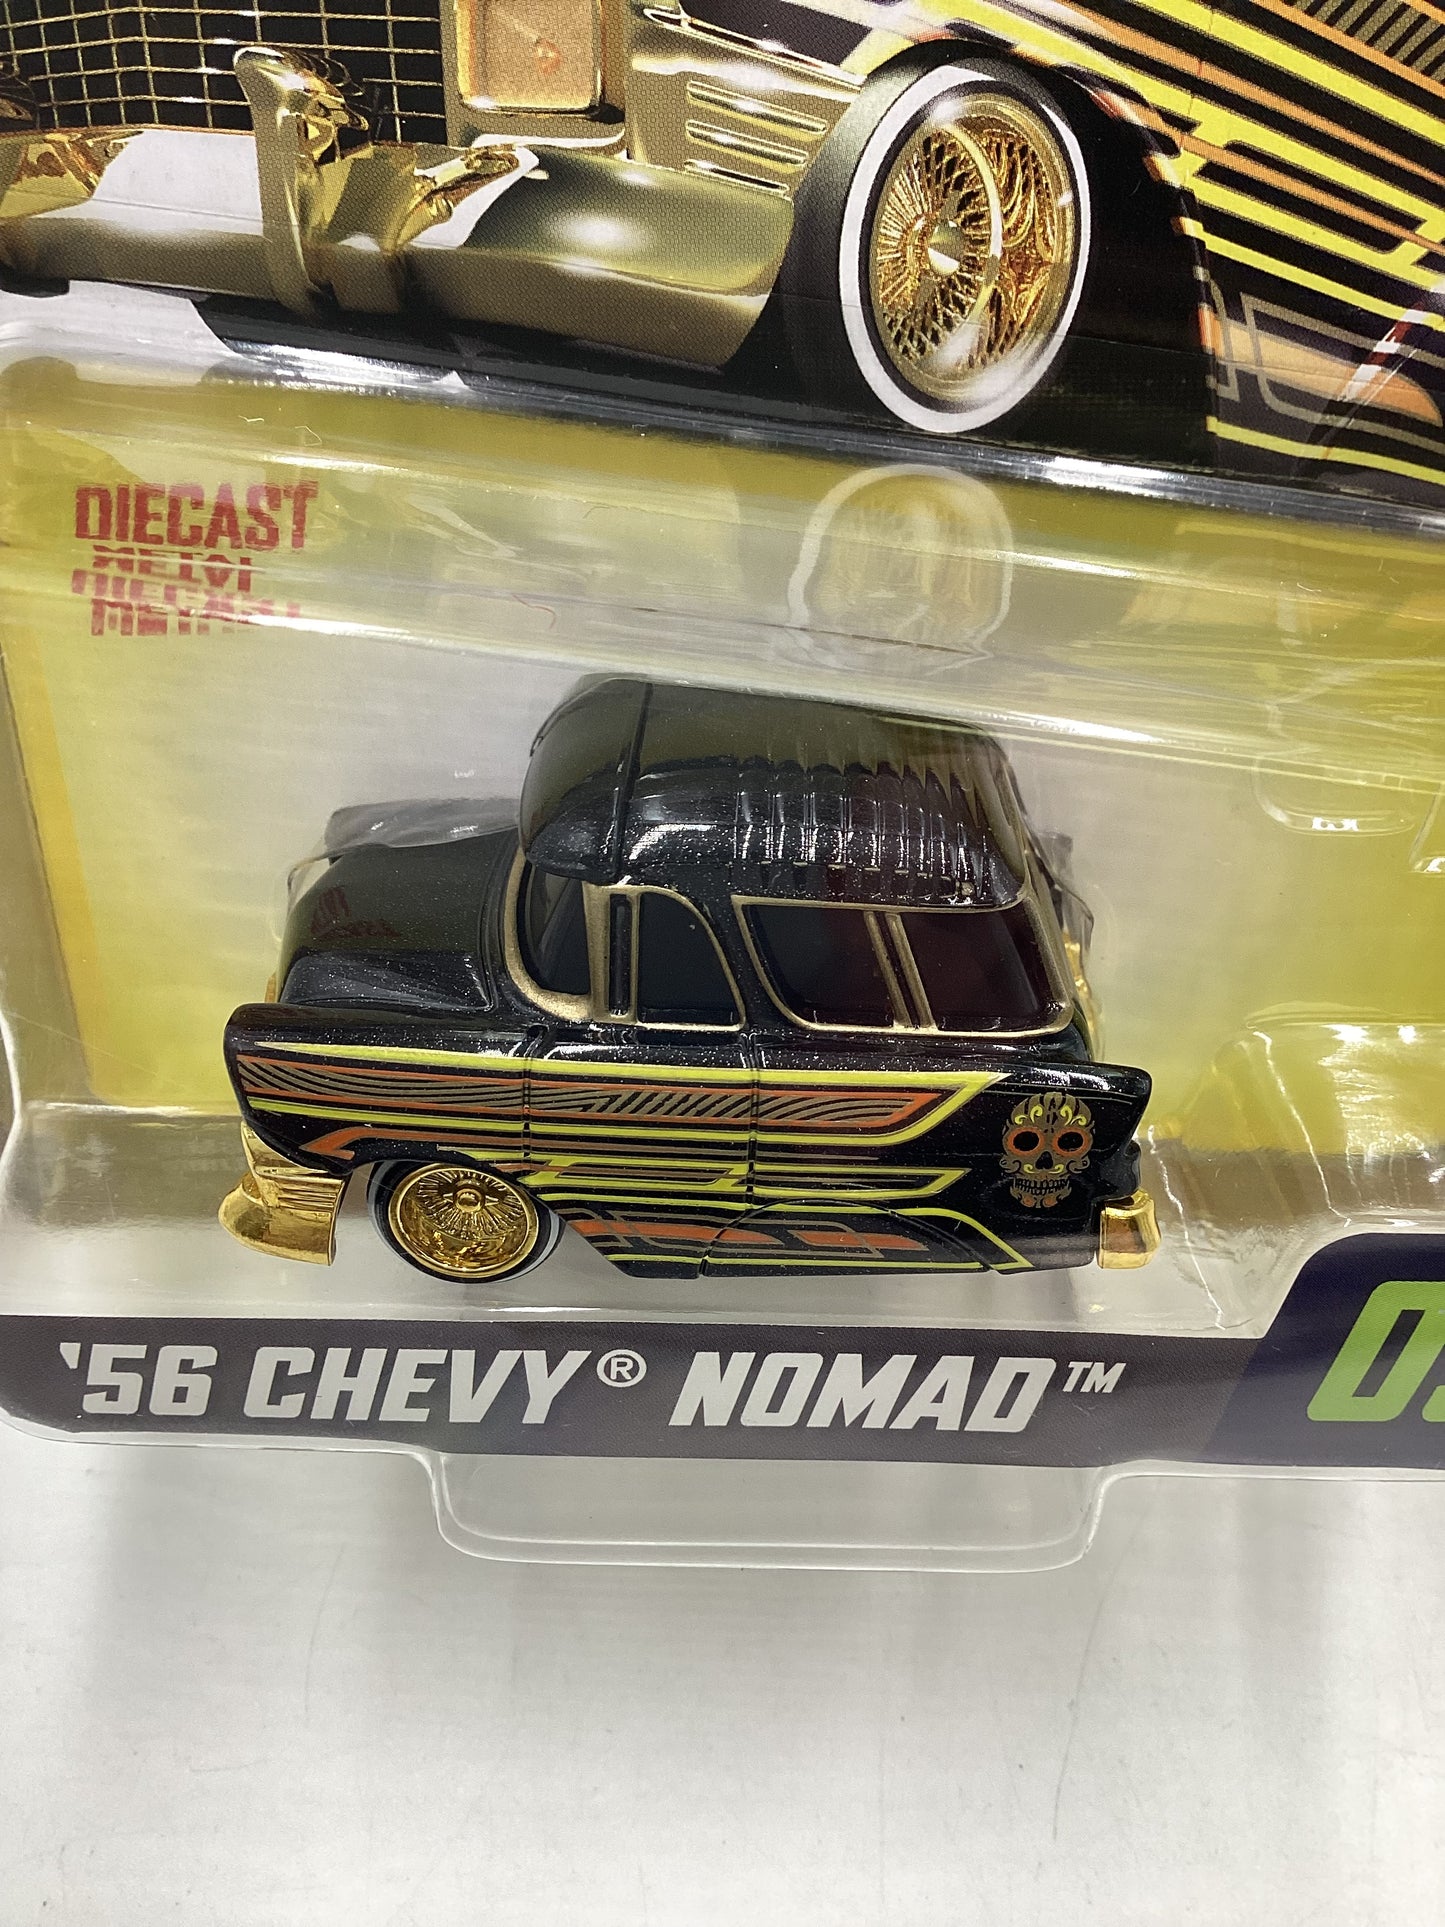 DIECAST
METAL
'56 CHEVY® NOMAD™